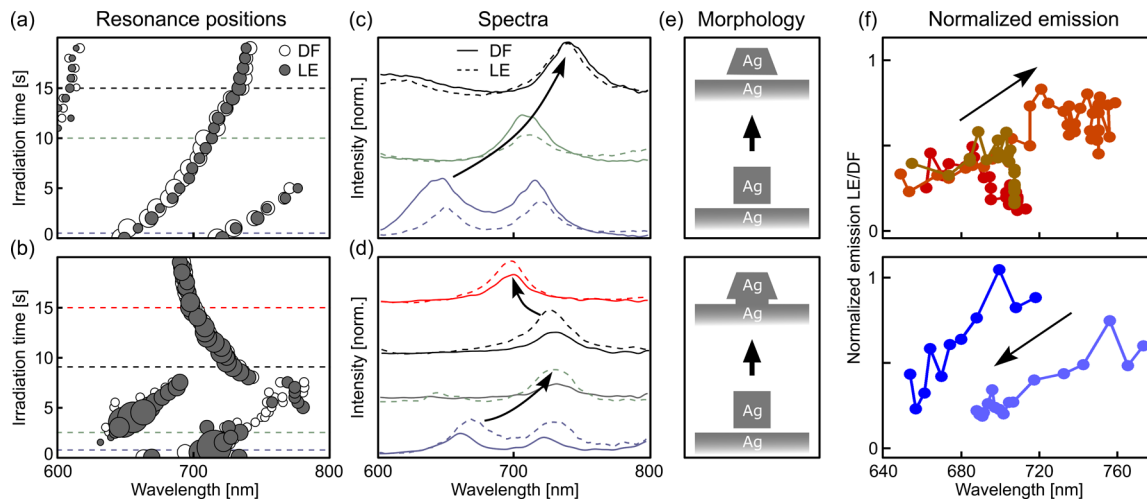 (a) Resonance positions
(c) Spectra
(e) Morphology
(f) Normalized emission
DF
LE
15
10
5
0
Irradiation time [s]
DF
LE
Intensity [norm.]
Ag
Ag
Ag
Ag
1
0
(b)
20
15
10
5
0
Irradiation time [s]
600 700 800
Wavelength [nm]
(d)
Intensity [norm.]
600 700 800
Wavelength [nm]
Ag
Ag
Ag
Ag
Normalized emission LE/DF
1
0
640 680 720 760
Wavelength [nm]